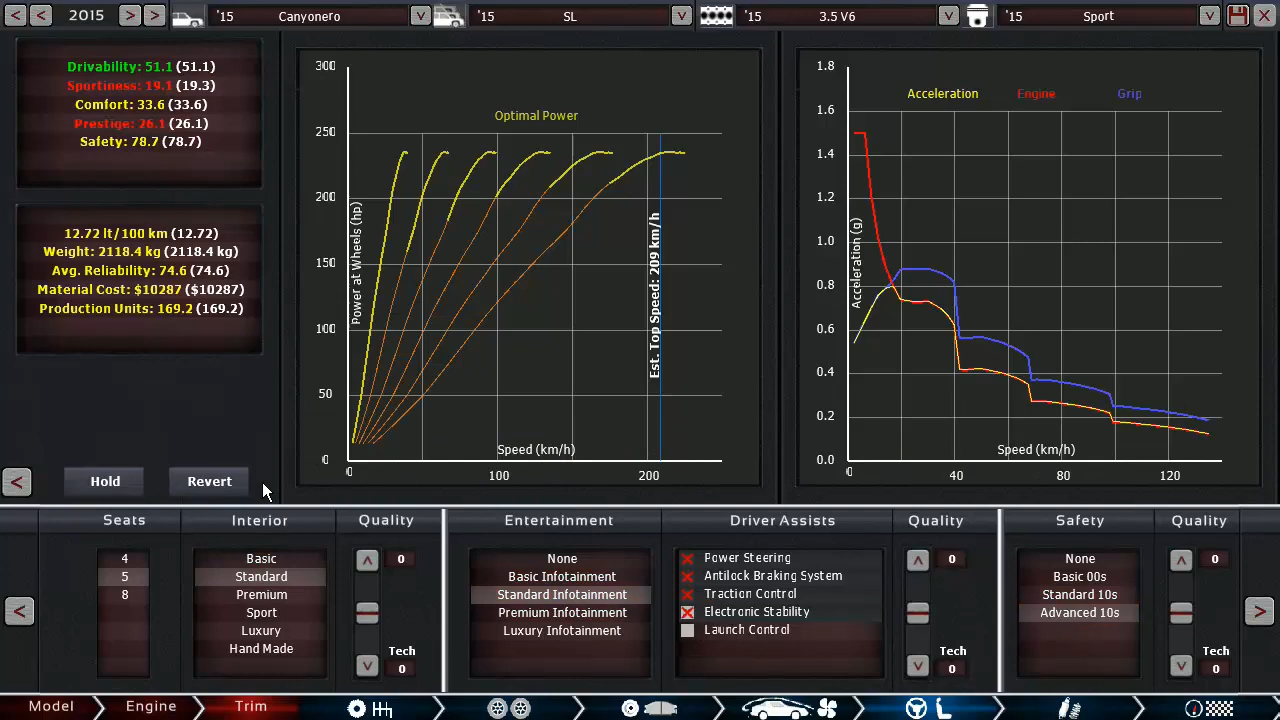 2015 '15 Canyonero '15 SL '15 3.5 V6 '15 Sport
Drivability: 51.1 (51.1)
Sportiness: 19.1 (19.3)
Comfort: 33.6 (33.6)
Prestige: 26.1 (26.1)
Safety: 78.7 (78.7)
12.72 lt/100 km (12.72)
Weight: 2118.4 kg (2118.4 kg)
Avg. Reliability: 74.6 (74.6)
Material Cost: $10287 ($10287)
Production Units: 169.2 (169.2)
Hold Revert
Optimal Power
300
250
200
150
100
50
0
Power at Wheels (hp)
Est. Top Speed: 209 km/h
Speed (km/h)
0 100 200
Acceleration Engine Grip
1.8
1.6
1.4
1.2
1.0
0.8
0.6
0.4
0.2
0.0
Acceleration (g)
Speed (km/h)
0 40 80 120
Seats
4
5
8
Interior
Basic
Standard
Premium
Sport
Luxury
Hand Made
Quality
0
Tech
0
Entertainment
None
Basic Infotainment
Standard Infotainment
Premium Infotainment
Luxury Infotainment
Driver Assists
Power Steering
Antilock Braking System
Traction Control
Electronic Stability
Launch Control
Quality
0
Tech
0
Safety
None
Basic 00s
Standard 10s
Advanced 10s
Quality
0
Tech
0
Model Engine Trim